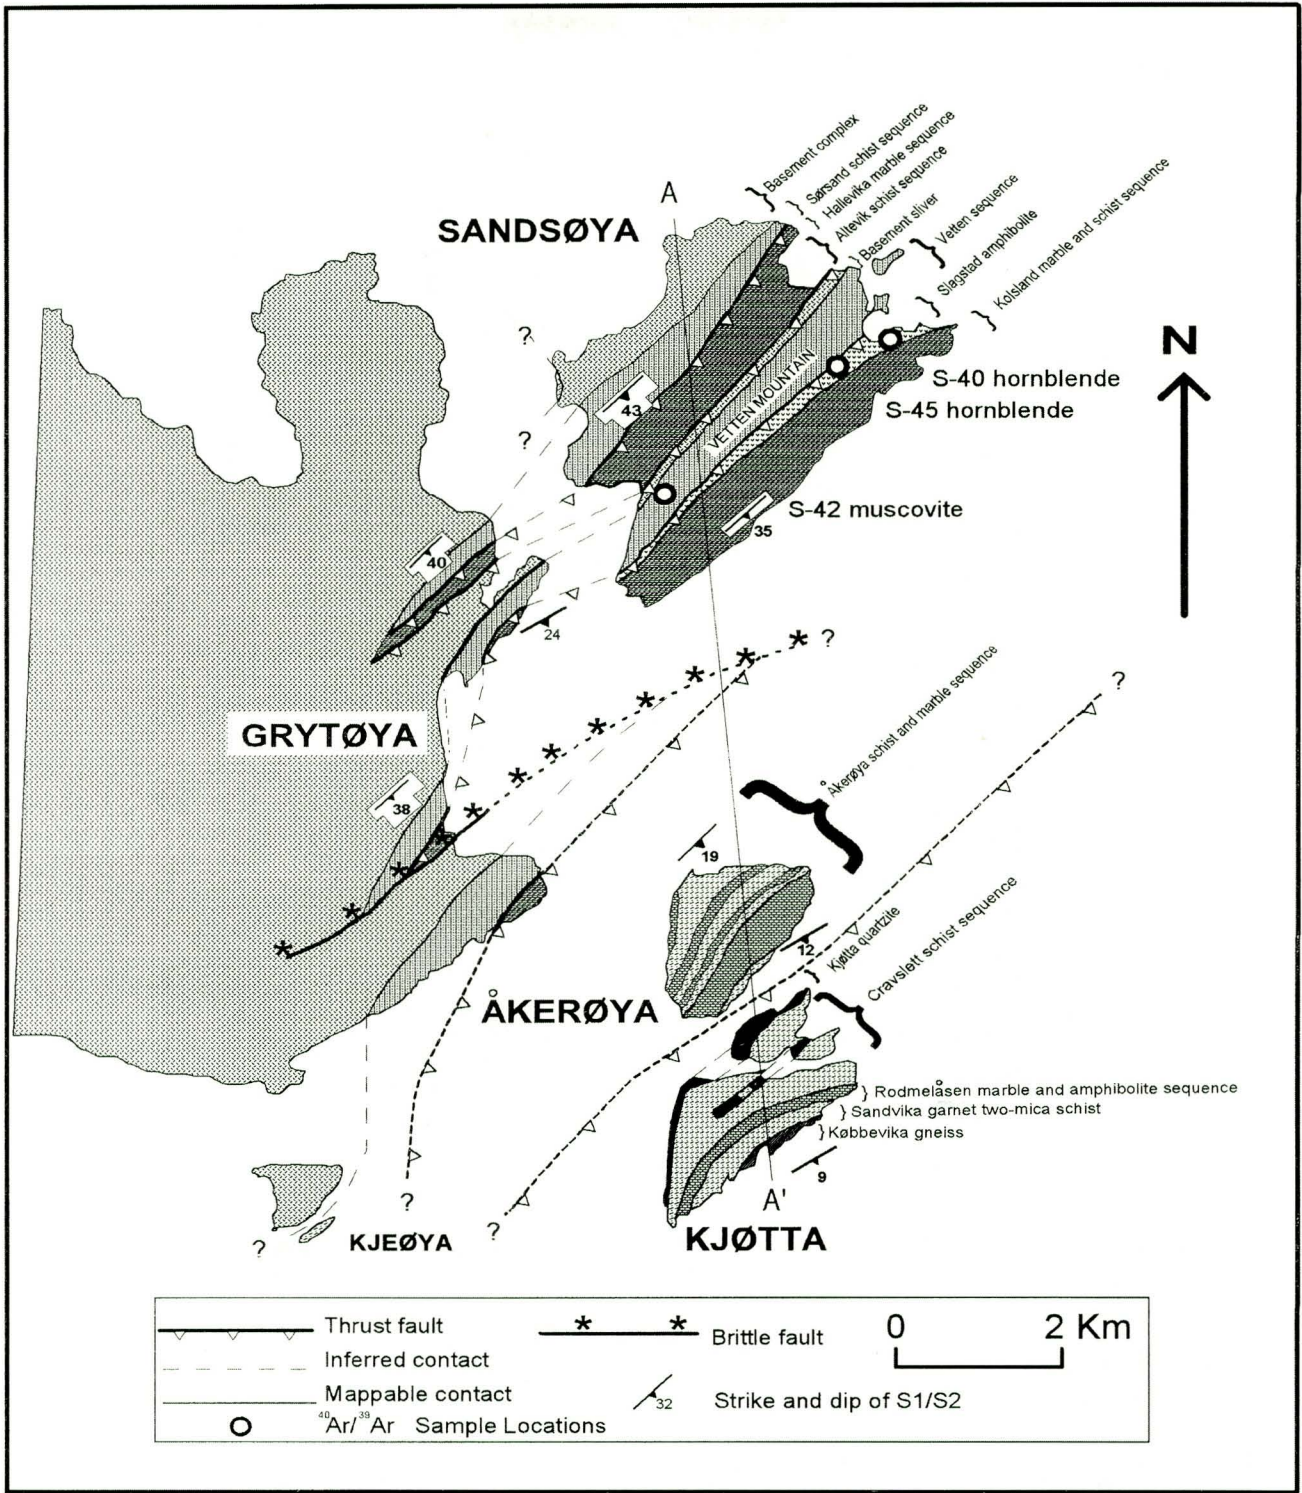 Basement complex
Sørsand schist sequence
Hallevika marble sequence
Altevik schist sequence
Basement sliver
Vetten sequence
Slagstad amphibolite
Kolsland marble and schist sequence
A
SANDSØYA
N
?
VETTEN MOUNTAIN
S-40 hornblende
43
S-45 hornblende
?
S-42 muscovite
35
40
24
?
?
GRYTØYA
Åkerøya schist and marble sequence
38
19
12
Kjøtta quartzite
Cravslett schist sequence
ÅKERØYA
Rodmelåsen marble and amphibolite sequence
Sandvika garnet two-mica schist
Købbevika gneiss
9
A'
?
?
?
KJEØYA
KJØTTA
Thrust fault
Brittle fault
0 2 Km
Inferred contact
Mappable contact
32
Strike and dip of S1/S2
40Ar/39Ar Sample Locations